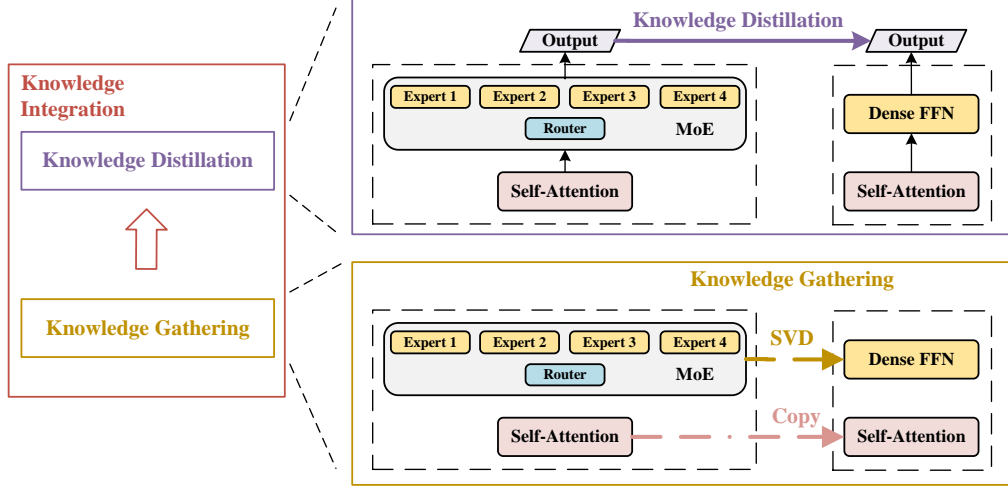 Knowledge
Integration
Knowledge Distillation
Knowledge Gathering
Knowledge Distillation
Output
Output
Expert 1
Expert 2
Expert 3
Expert 4
Router
MoE
Dense FFN
Self-Attention
Self-Attention
Knowledge Gathering
Expert 1
Expert 2
Expert 3
Expert 4
Router
MoE
SVD
Dense FFN
Self-Attention
Copy
Self-Attention